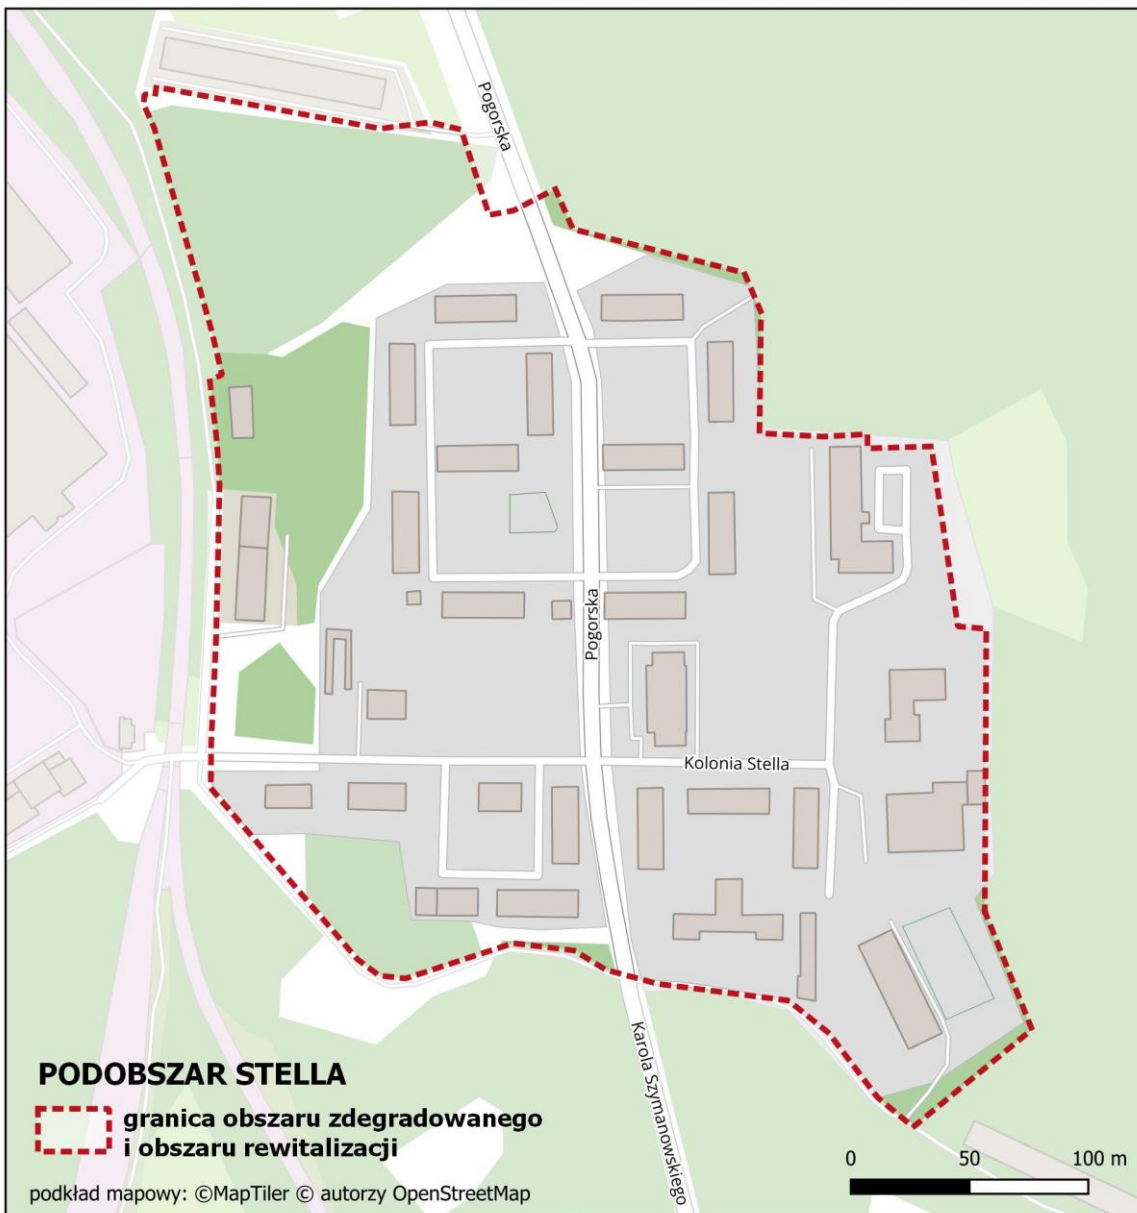 Pogorska
Pogorska
Kolonia Stella
Karola Szymanowskiego
PODOBSZAR STELLA
granica obszaru zdegradowanego
i obszaru rewitalizacji
podkład mapowy: ©MapTiler © autorzy OpenStreetMap
0 50 100 m